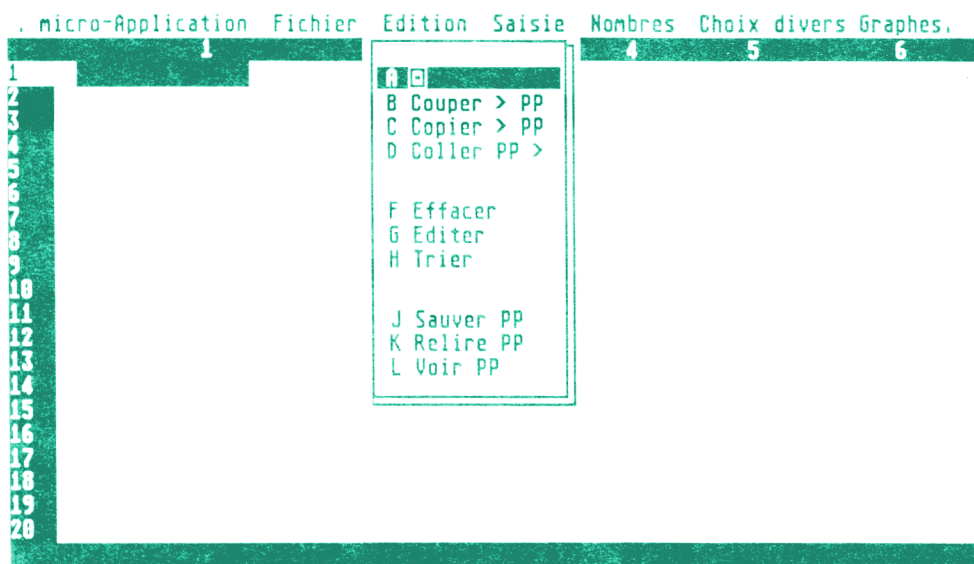 . micro-Application Fichier Edition Saisie Nombres Choix divers Graphes.
1 4 5 6
1
2
3
4
5
6
7
8
9
10
11
12
13
14
15
16
17
18
19
20
A
B Couper > PP
C Copier > PP
D Coller PP >
F Effacer
G Editer
H Trier
J Sauver PP
K Relire PP
L Voir PP